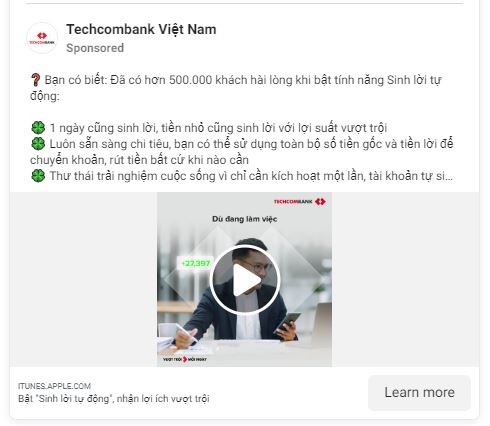 TECHCOMBANK
Techcombank Việt Nam
Sponsored
❓ Bạn có biết: Đã có hơn 500.000 khách hài lòng khi bật tính năng Sinh lời tự
động:
🍀 1 ngày cũng sinh lời, tiền nhỏ cũng sinh lời với lợi suất vượt trội
🍀 Luôn sẵn sàng chi tiêu, bạn có thể sử dụng toàn bộ số tiền gốc và tiền lời để
chuyển khoản, rút tiền bất cứ khi nào cần
🍀 Thư thái trải nghiệm cuộc sống vì chỉ cần kích hoạt một lần, tài khoản tự si...
TECHCOMBANK
Dù đang làm việc
+27,397
VƯỢT TRỘI MỖI NGÀY
ITUNES.APPLE.COM
Bật "Sinh lời tự động", nhận lợi ích vượt trội
Learn more